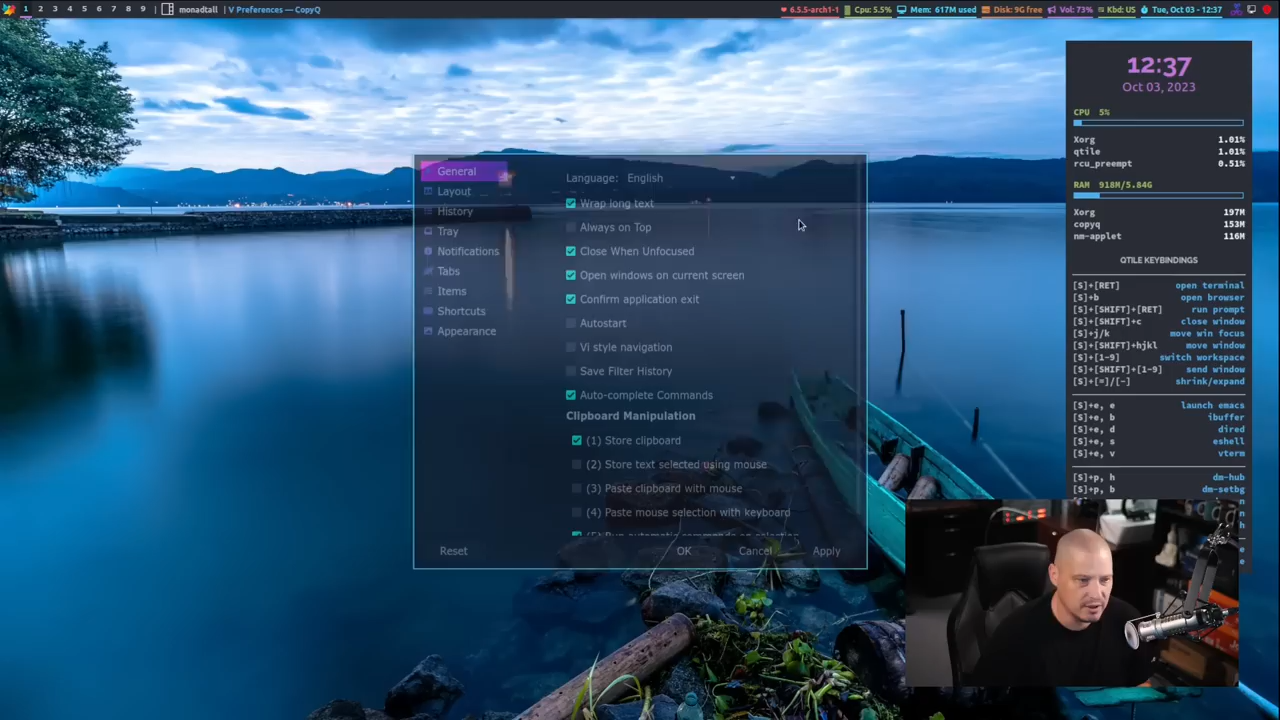 1 2 3 4 5 6 7 8 9 monadtall V Preferences — CopyQ 6.5.5-arch1-1 Cpu: 5.5% Mem: 617M used Disk: 9G free Vol: 73% Kbd: US Tue, Oct 03 - 12:37
12:37
Oct 03, 2023
CPU 5%
Xorg 1.01%
qtile 1.01%
rcu_preempt 0.51%
RAM 918M/5.84G
Xorg 197M
copyq 153M
nm-applet 116M
QTILE KEYBINDINGS
[S]+[RET] open terminal
[S]+b open browser
[S]+[SHIFT]+[RET] run prompt
[S]+[SHIFT]+c close window
[S]+j/k move win focus
[S]+[SHIFT]+hjkl move window
[S]+[1-9] switch workspace
[S]+[SHIFT]+[1-9] send window
[S]+[=]/[-] shrink/expand
[S]+e, e launch emacs
[S]+e, b ibuffer
[S]+e, d dired
[S]+e, s eshell
[S]+e, v vterm
[S]+p, h dm-hub
[S]+p, b dm-setbg
General
Layout
History
Tray
Notifications
Tabs
Items
Shortcuts
Appearance
Language: English
Wrap long text
Always on Top
Close When Unfocused
Open windows on current screen
Confirm application exit
Autostart
Vi style navigation
Save Filter History
Auto-complete Commands
Clipboard Manipulation
(1) Store clipboard
(2) Store text selected using mouse
(3) Paste clipboard with mouse
(4) Paste mouse selection with keyboard
(5) Run automatic commands on selection
Reset OK Cancel Apply